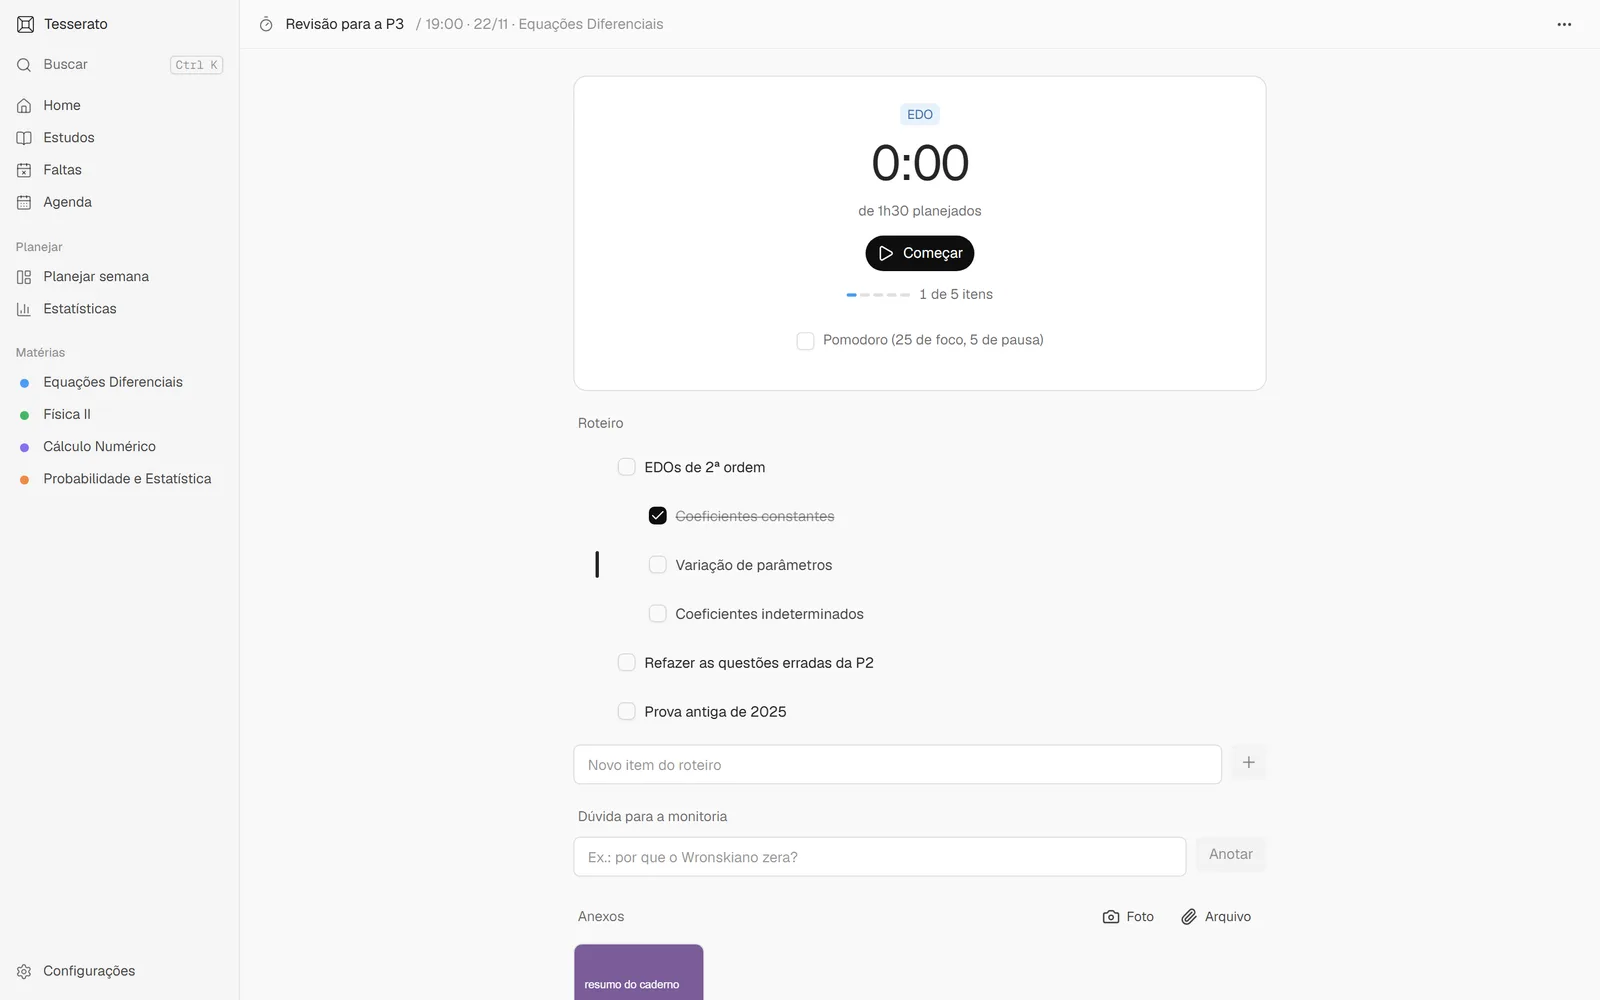 Tesserato
Buscar
Ctrl K
Home
Estudos
Faltas
Agenda
Planejar
Planejar semana
Estatísticas
Matérias
Equações Diferenciais
Física II
Cálculo Numérico
Probabilidade e Estatística
Configurações
Revisão para a P3 / 19:00 · 22/11 · Equações Diferenciais
EDO
0:00
de 1h30 planejados
Começar
1 de 5 itens
Pomodoro (25 de foco, 5 de pausa)
Roteiro
EDOs de 2ª ordem
Coeficientes constantes
Variação de parâmetros
Coeficientes indeterminados
Refazer as questões erradas da P2
Prova antiga de 2025
Novo item do roteiro
Dúvida para a monitoria
Ex.: por que o Wronskiano zera?
Anotar
Anexos
Foto
Arquivo
resumo do caderno